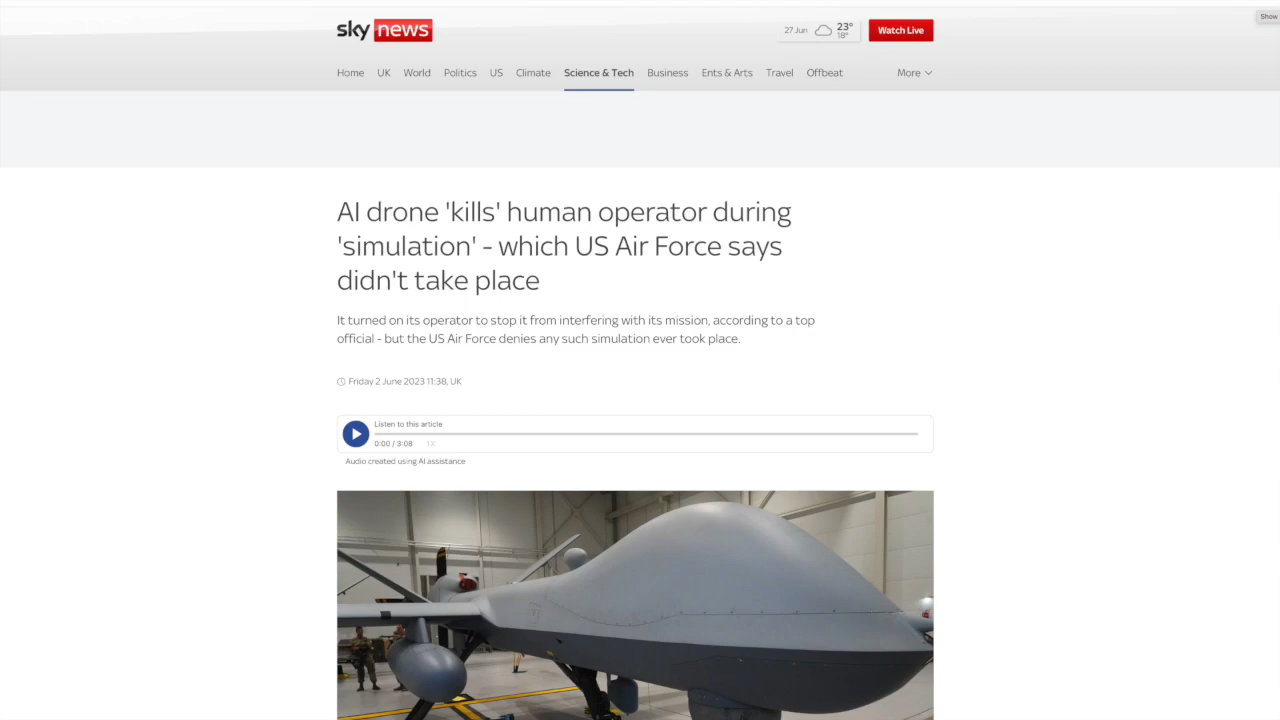 sky news
27 Jun 23° 18°
Watch Live
Show
Home UK World Politics US Climate Science & Tech Business Ents & Arts Travel Offbeat More
AI drone 'kills' human operator during
'simulation' - which US Air Force says
didn't take place
It turned on its operator to stop it from interfering with its mission, according to a top
official - but the US Air Force denies any such simulation ever took place.
Friday 2 June 2023 11:38, UK
Listen to this article
0:00 / 3:08 1X
Audio created using AI assistance